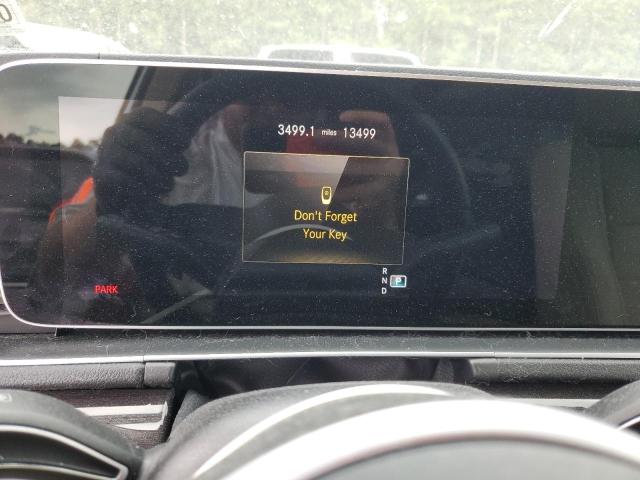 3499.1 miles 13499
Don't Forget
Your Key
R
N P
D
PARK